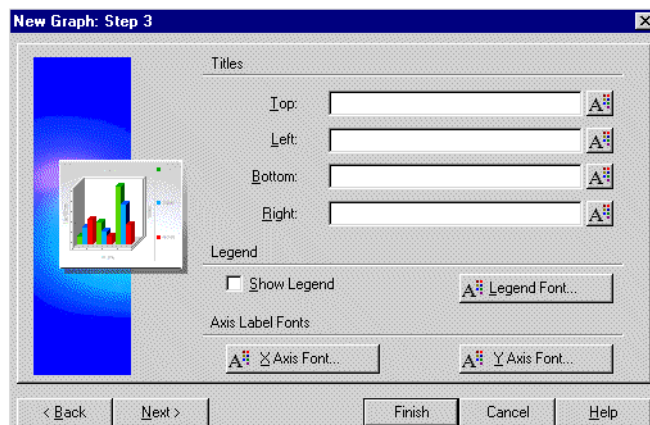 New Graph: Step 3
Titles
Top:
Left:
Bottom:
Right:
Legend
Show Legend
Legend Font...
Axis Label Fonts
X Axis Font...
Y Axis Font...
< Back
Next >
Finish
Cancel
Help